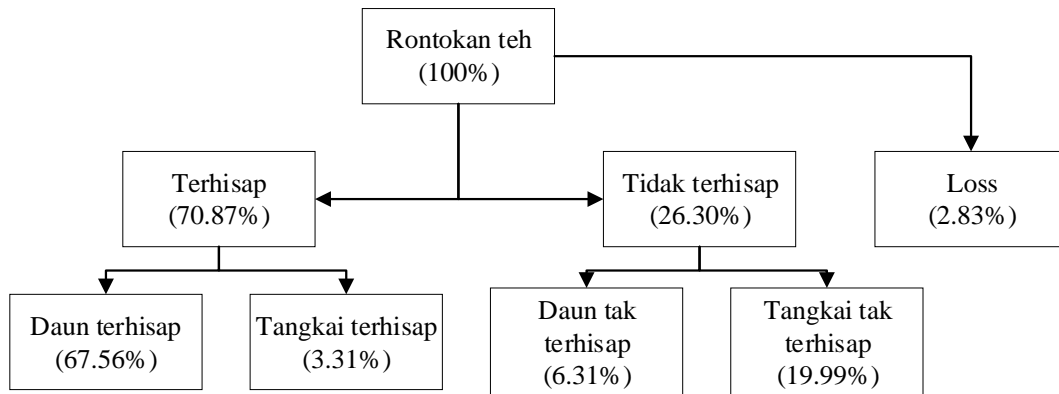 Rontokan teh
(100%)
Terhisap
(70.87%)
Tidak terhisap
(26.30%)
Loss
(2.83%)
Daun terhisap
(67.56%)
Tangkai terhisap
(3.31%)
Daun tak
terhisap
(6.31%)
Tangkai tak
terhisap
(19.99%)